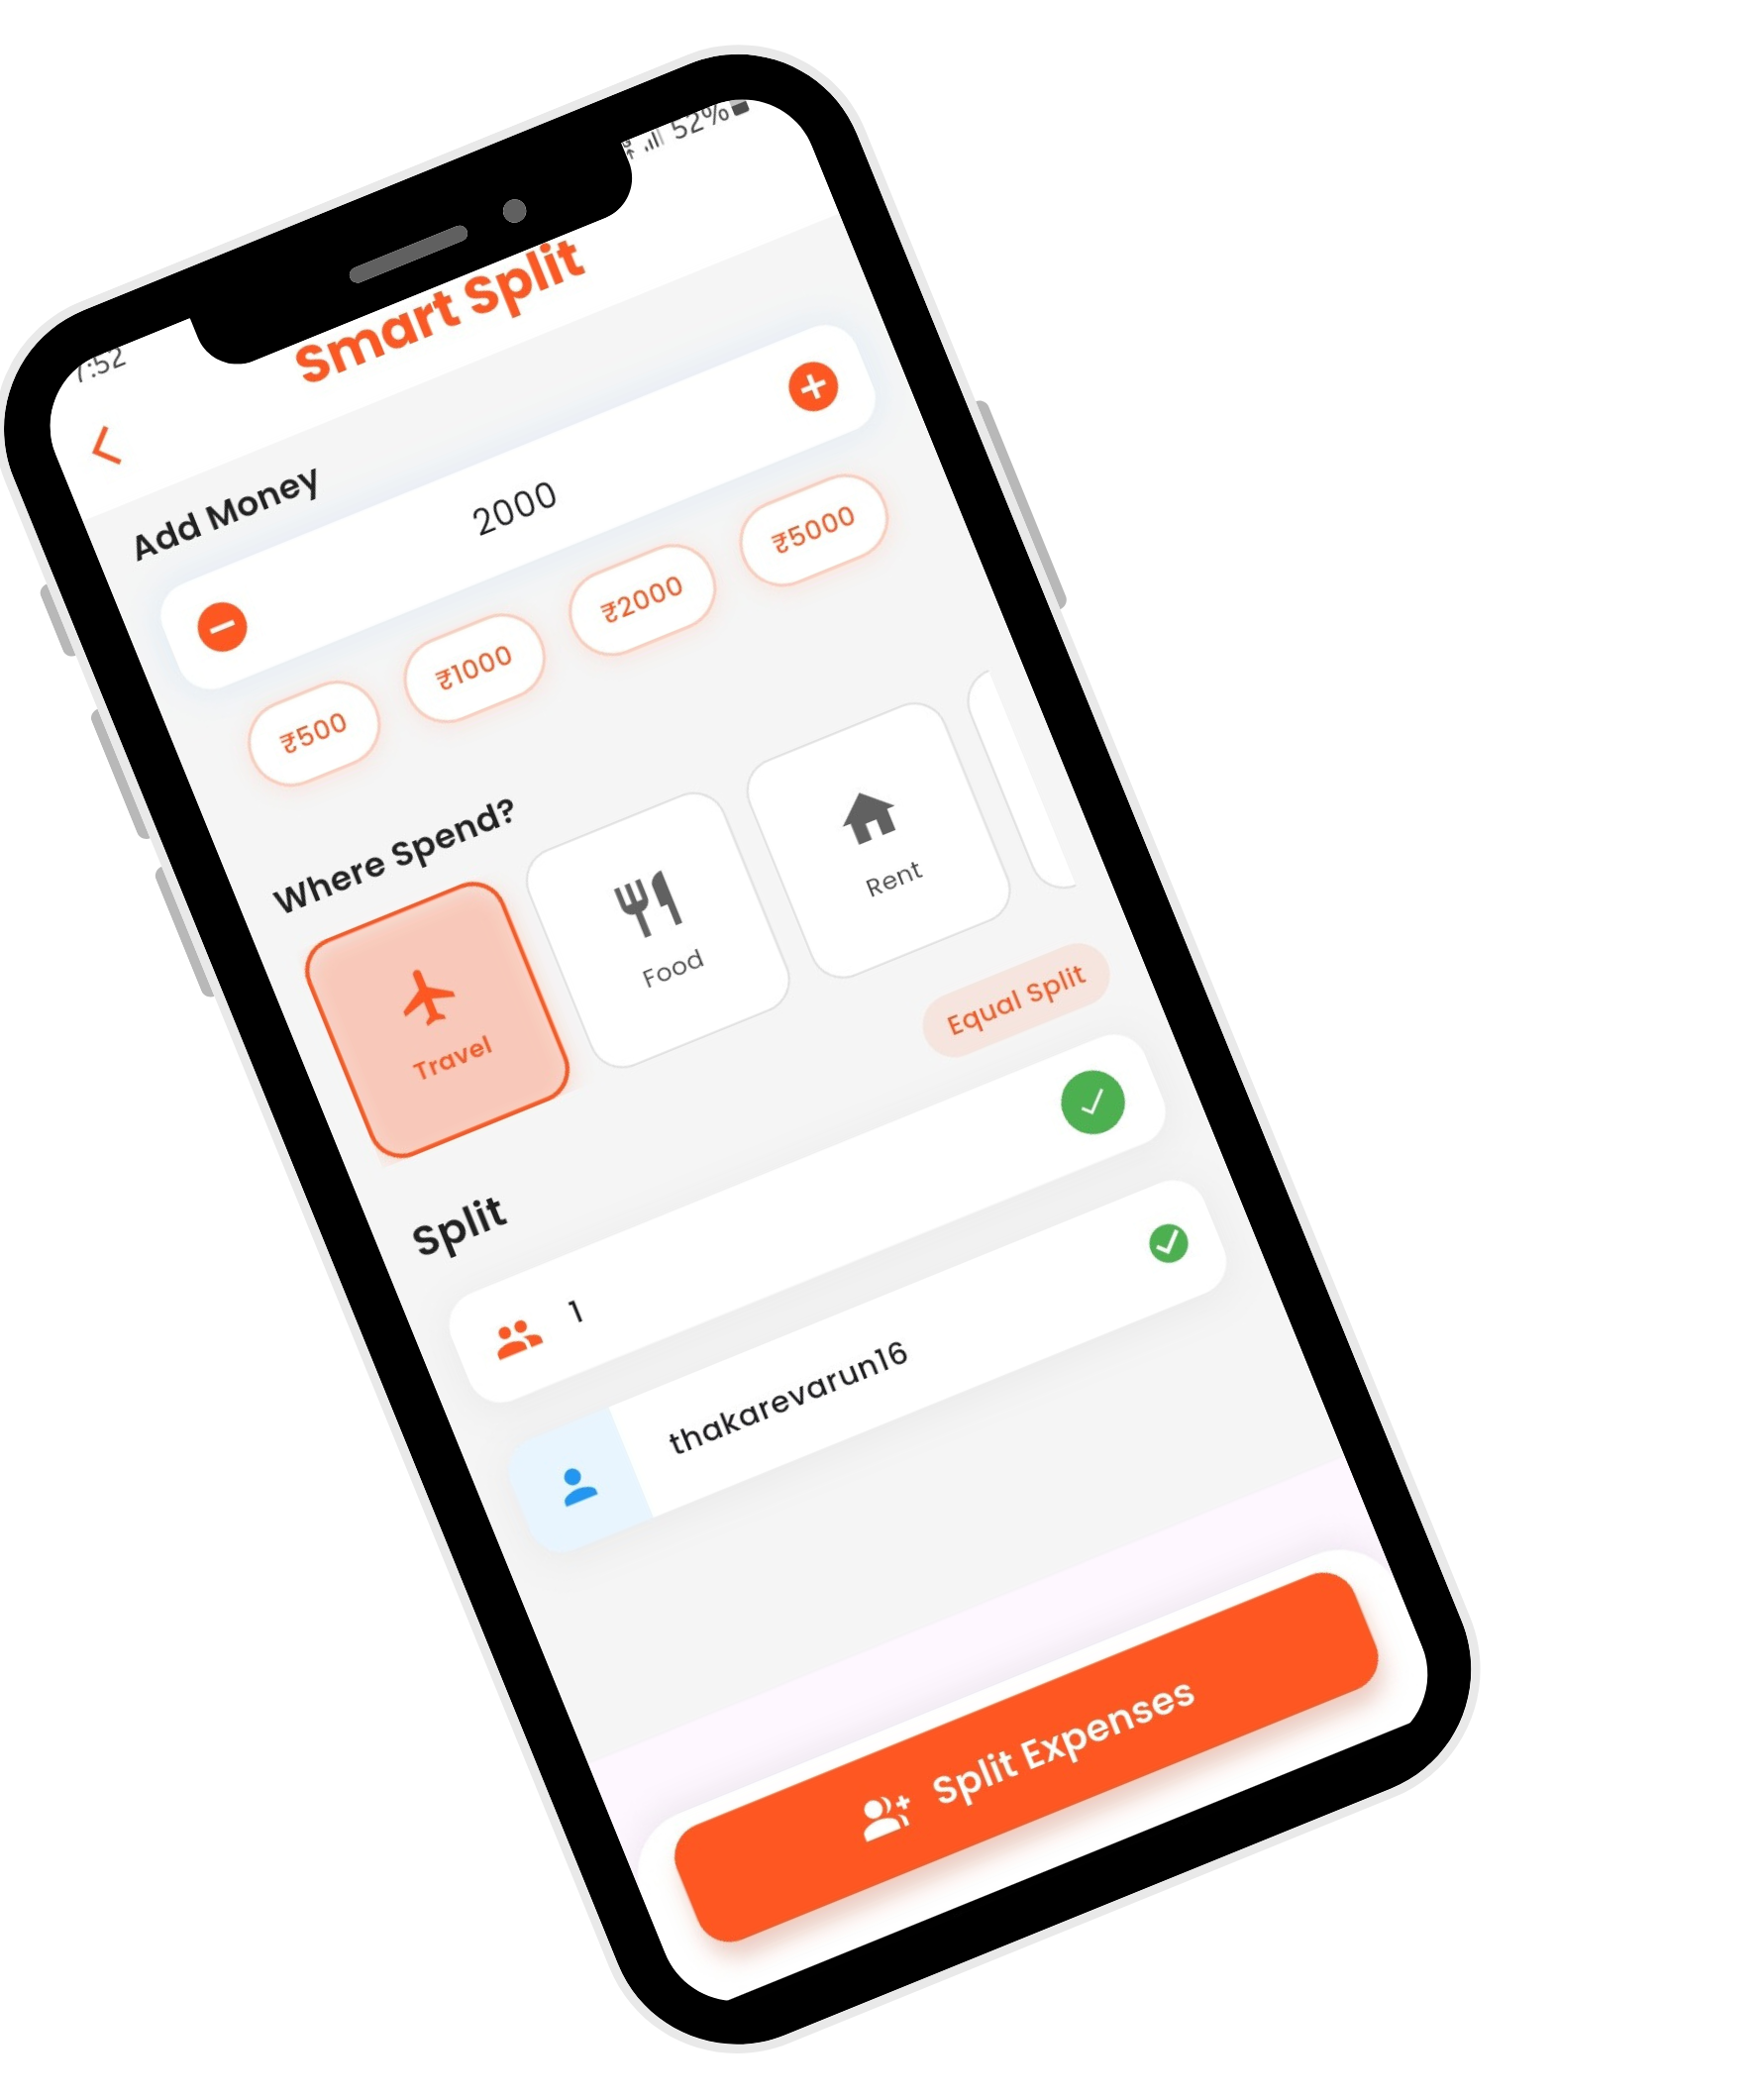 7:52
52%
Smart Split
Add Money
2000
₹500 ₹1000 ₹2000 ₹5000
Where Spend?
Travel Food Rent
Equal Split
Split
1
thakarevarun16
Split Expenses